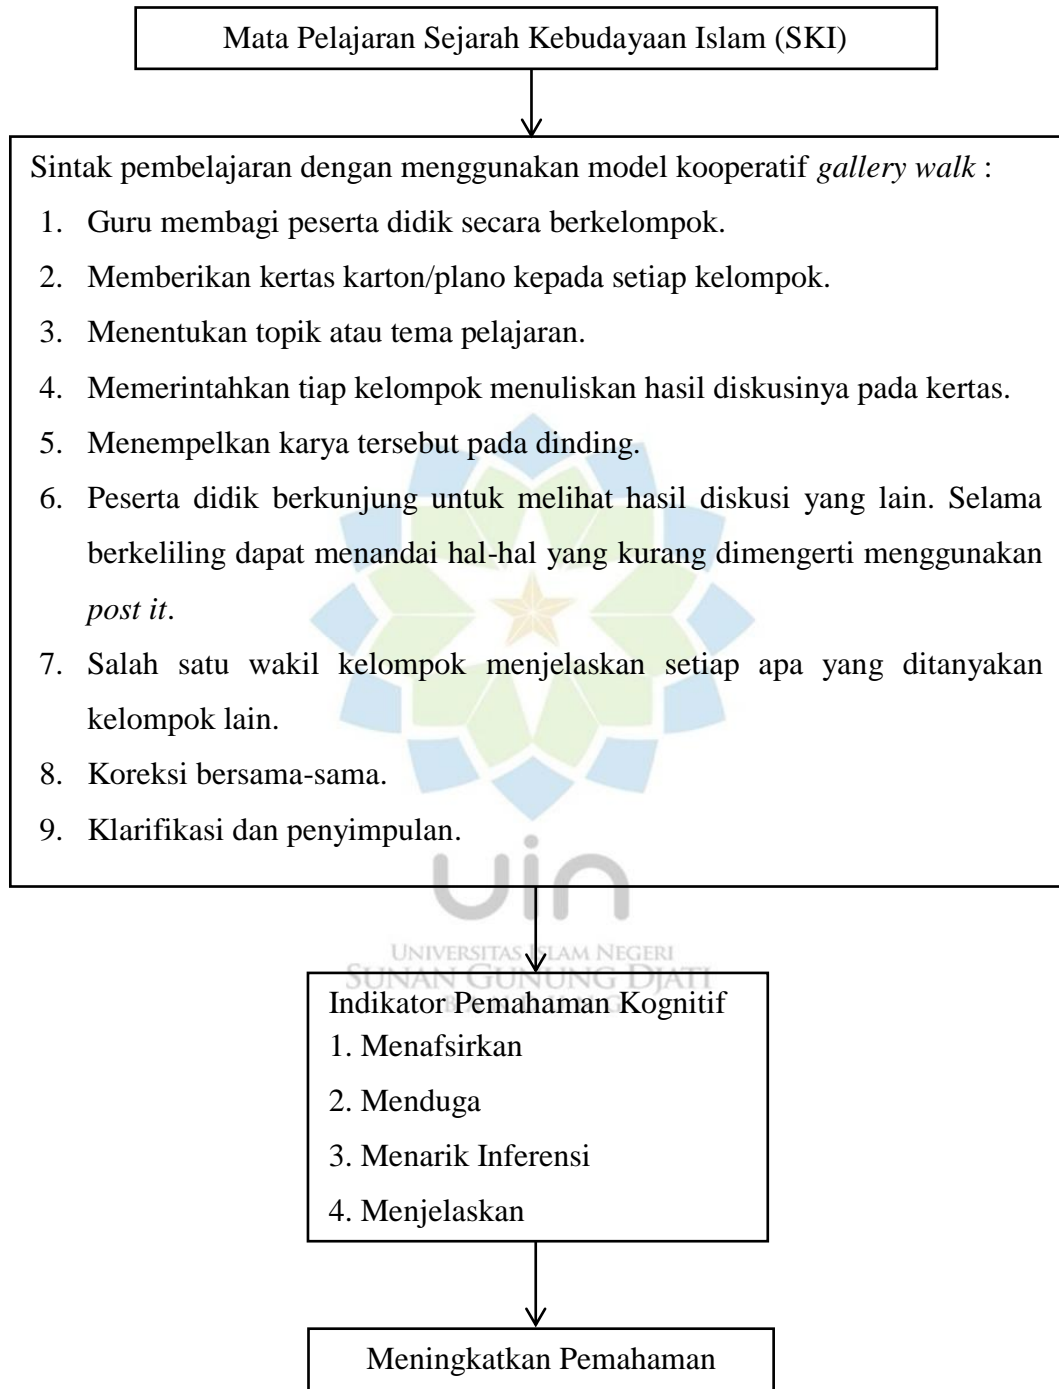 Mata Pelajaran Sejarah Kebudayaan Islam (SKI)
Sintak pembelajaran dengan menggunakan model kooperatif gallery walk :
1. Guru membagi peserta didik secara berkelompok.
2. Memberikan kertas karton/plano kepada setiap kelompok.
3. Menentukan topik atau tema pelajaran.
4. Memerintahkan tiap kelompok menuliskan hasil diskusinya pada kertas.
5. Menempelkan karya tersebut pada dinding.
6. Peserta didik berkunjung untuk melihat hasil diskusi yang lain. Selama
berkeliling dapat menandai hal-hal yang kurang dimengerti menggunakan
post it.
7. Salah satu wakil kelompok menjelaskan setiap apa yang ditanyakan
kelompok lain.
8. Koreksi bersama-sama.
9. Klarifikasi dan penyimpulan.
uin
UNIVERSITAS ISLAM NEGERI
SUNAN GUNUNG DJATI
Indikator Pemahaman Kognitif
1. Menafsirkan
2. Menduga
3. Menarik Inferensi
4. Menjelaskan
Meningkatkan Pemahaman